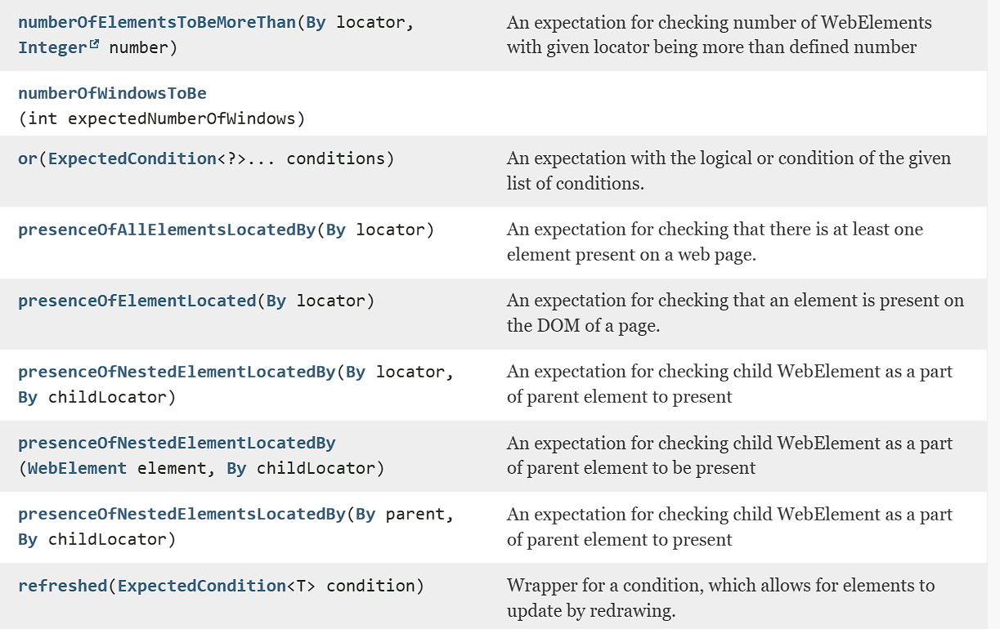 numberOfElementsToBeMoreThan(By locator,
Integer number)
An expectation for checking number of WebElements
with given locator being more than defined number
numberOfWindowsToBe
(int expectedNumberOfWindows)
or(ExpectedCondition<?>... conditions)
An expectation with the logical or condition of the given
list of conditions.
presenceOfAllElementsLocatedBy(By locator)
An expectation for checking that there is at least one
element present on a web page.
presenceOfElementLocated(By locator)
An expectation for checking that an element is present on
the DOM of a page.
presenceOfNestedElementLocatedBy(By locator,
By childLocator)
An expectation for checking child WebElement as a part
of parent element to present
presenceOfNestedElementLocatedBy
(WebElement element, By childLocator)
An expectation for checking child WebElement as a part
of parent element to be present
presenceOfNestedElementsLocatedBy(By parent,
By childLocator)
An expectation for checking child WebElement as a part
of parent element to present
refreshed(ExpectedCondition<T> condition)
Wrapper for a condition, which allows for elements to
update by redrawing.